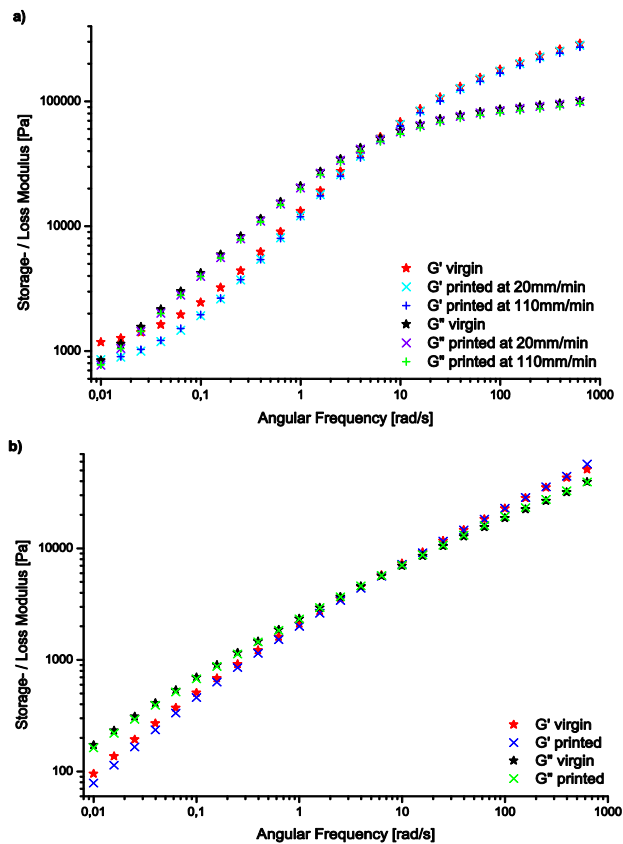 a)
Storage- / Loss Modulus [Pa]
100000
10000
1000
G' virgin
G' printed at 20mm/min
G' printed at 110mm/min
G" virgin
G" printed at 20mm/min
G" printed at 110mm/min
0,01
0,1
1
10
100
1000
Angular Frequency [rad/s]
b)
Storage- / Loss Modulus [Pa]
10000
1000
100
G' virgin
G' printed
G" virgin
G" printed
0,01
0,1
1
10
100
1000
Angular Frequency [rad/s]